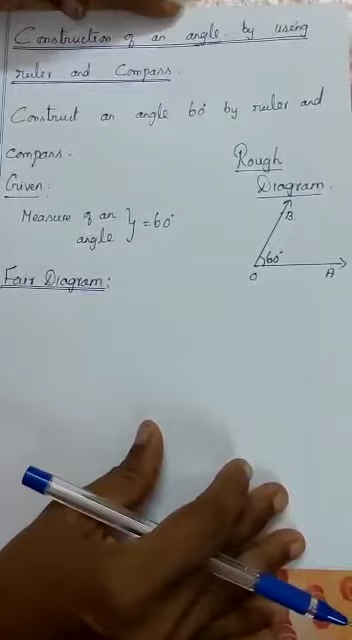 Construction of an angle by using
ruler and Compass.
Construct an angle 60° by ruler and
compass.
Rough
Diagram.
Given:
Measure of an
angle } = 60°
B
60°
O
A
Fair Diagram: